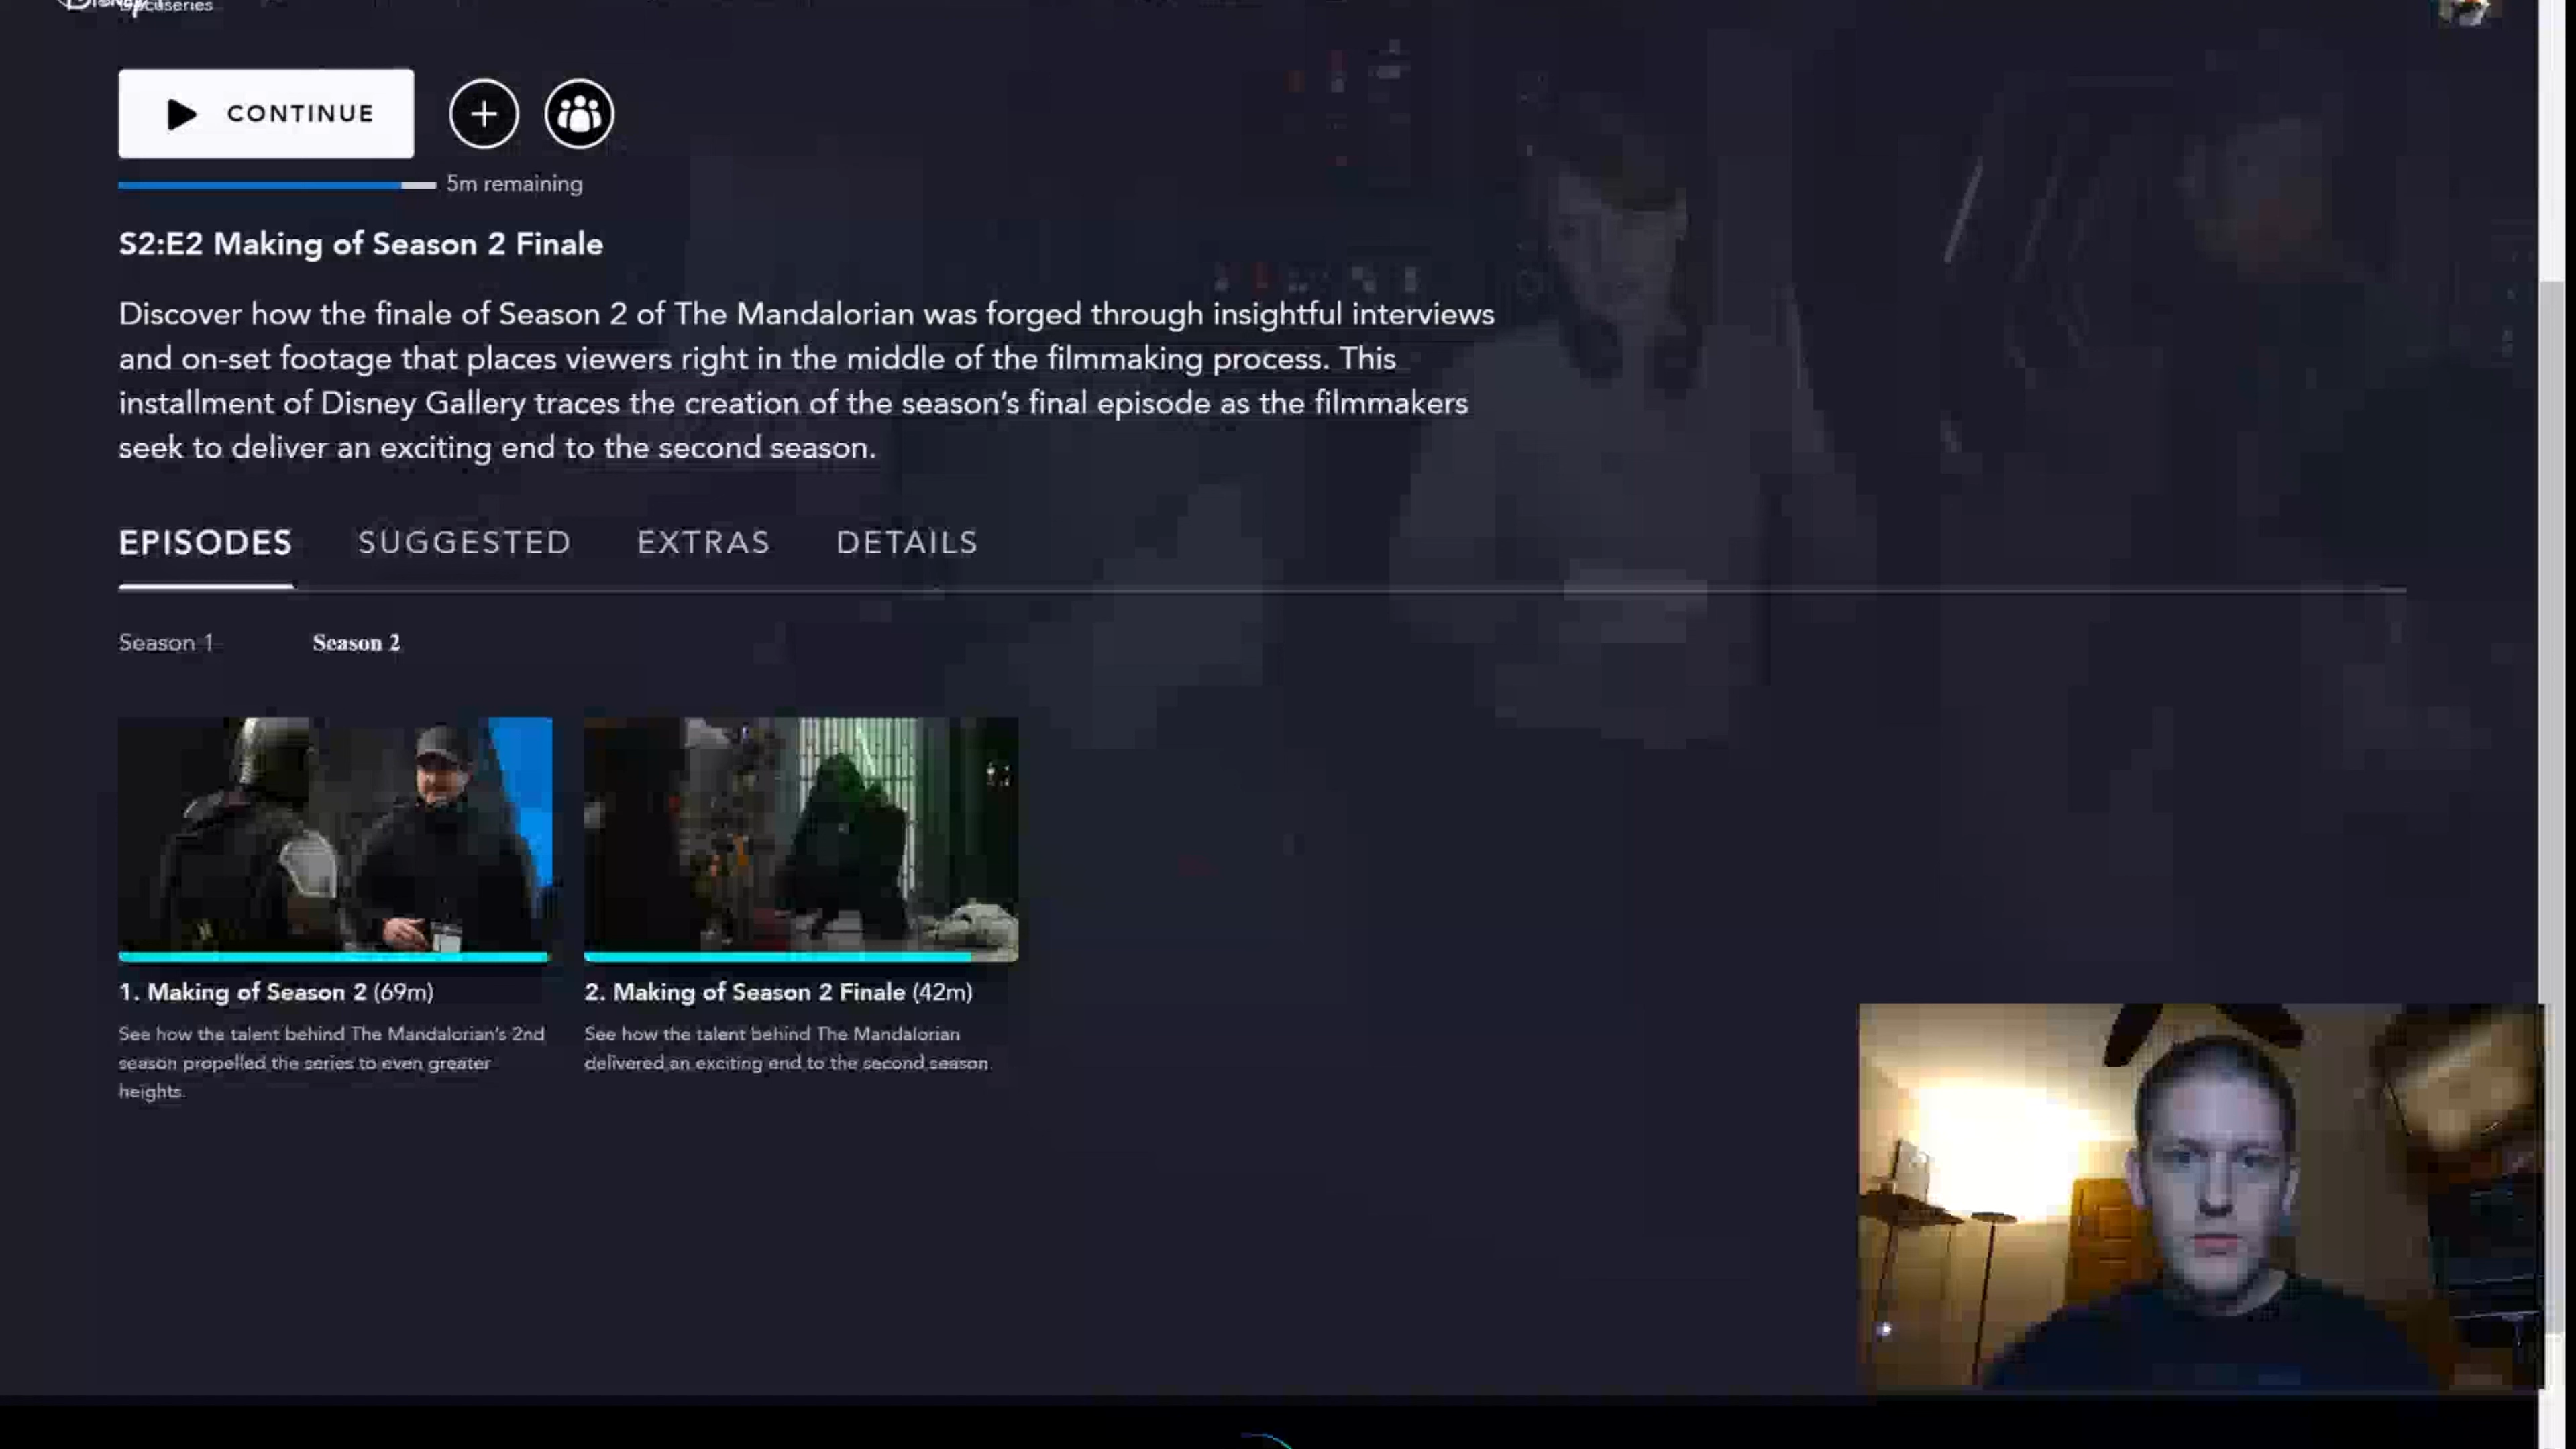 Docuseries
CONTINUE
5m remaining
S2:E2 Making of Season 2 Finale
Discover how the finale of Season 2 of The Mandalorian was forged through insightful interviews
and on-set footage that places viewers right in the middle of the filmmaking process. This
installment of Disney Gallery traces the creation of the season's final episode as the filmmakers
seek to deliver an exciting end to the second season.
EPISODES SUGGESTED EXTRAS DETAILS
Season 1 Season 2
1. Making of Season 2 (69m)
See how the talent behind The Mandalorian's 2nd
season propelled the series to even greater
heights.
2. Making of Season 2 Finale (42m)
See how the talent behind The Mandalorian
delivered an exciting end to the second season.